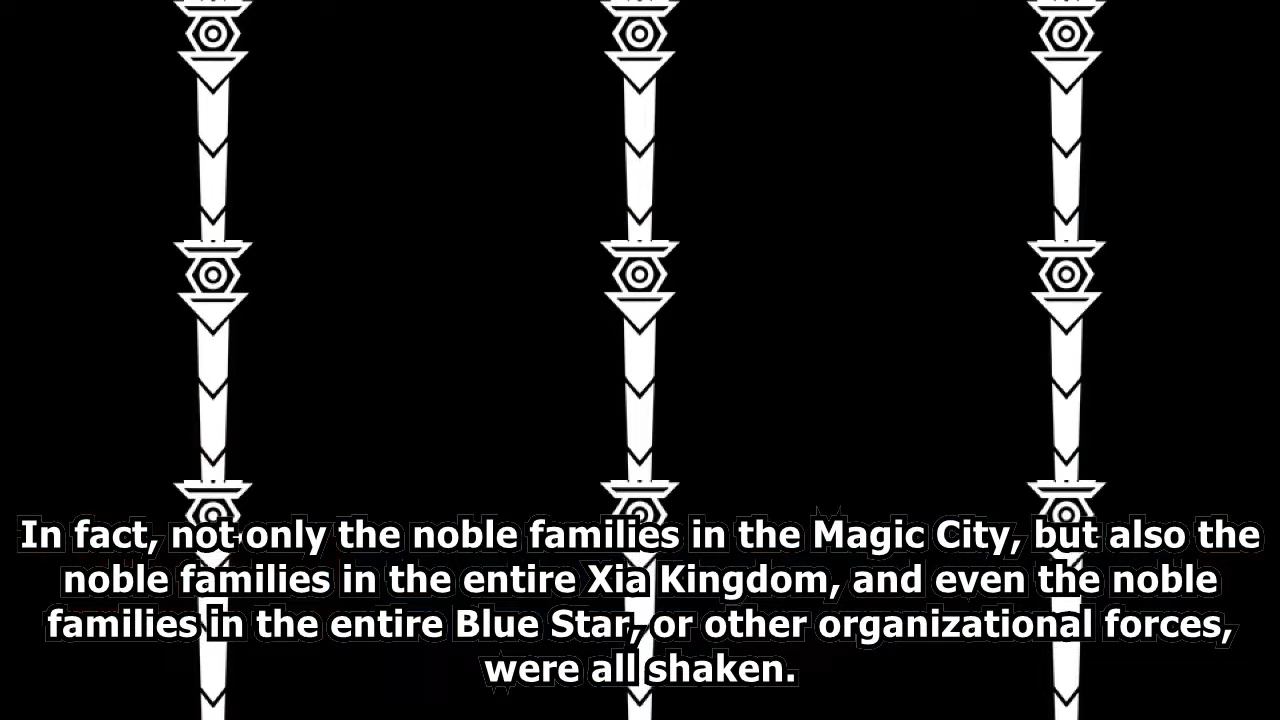 In fact, not only the noble families in the Magic City, but also the
noble families in the entire Xia Kingdom, and even the noble
families in the entire Blue Star, or other organizational forces,
were all shaken.